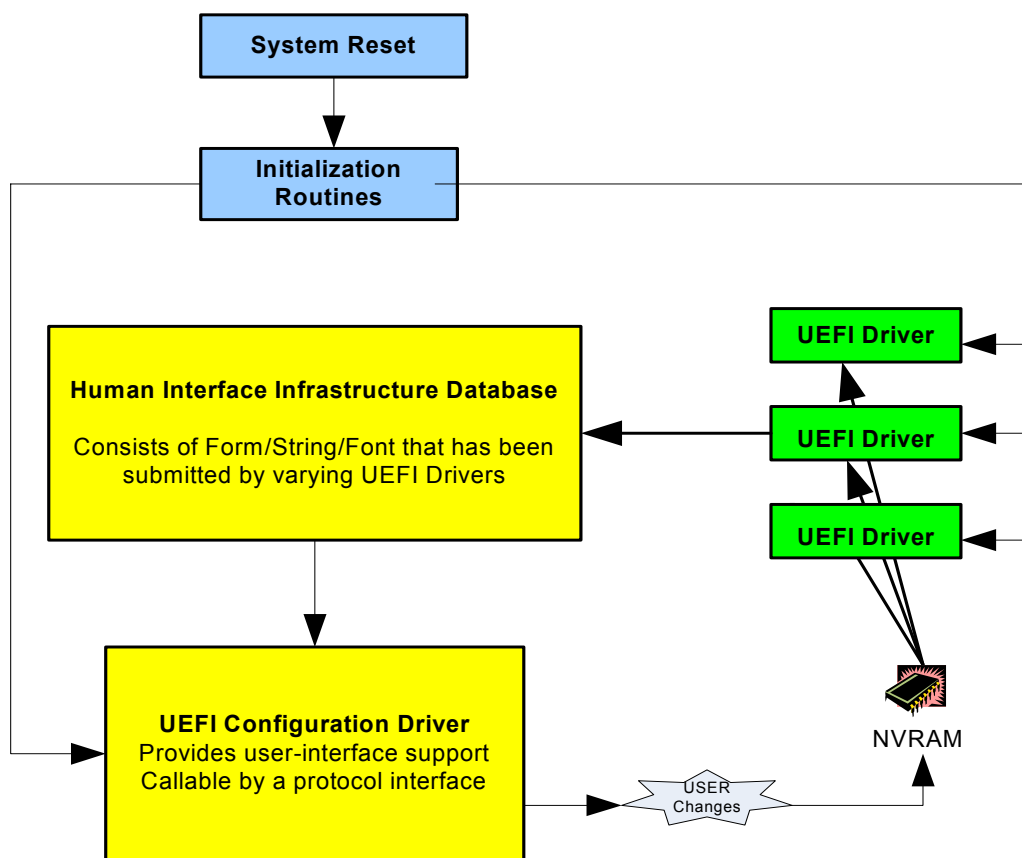 System Reset
Initialization
Routines
UEFI Driver
Human Interface Infrastructure Database
Consists of Form/String/Font that has been
submitted by varying UEFI Drivers
UEFI Driver
UEFI Driver
UEFI Configuration Driver
Provides user-interface support
Callable by a protocol interface
NVRAM
USER
Changes